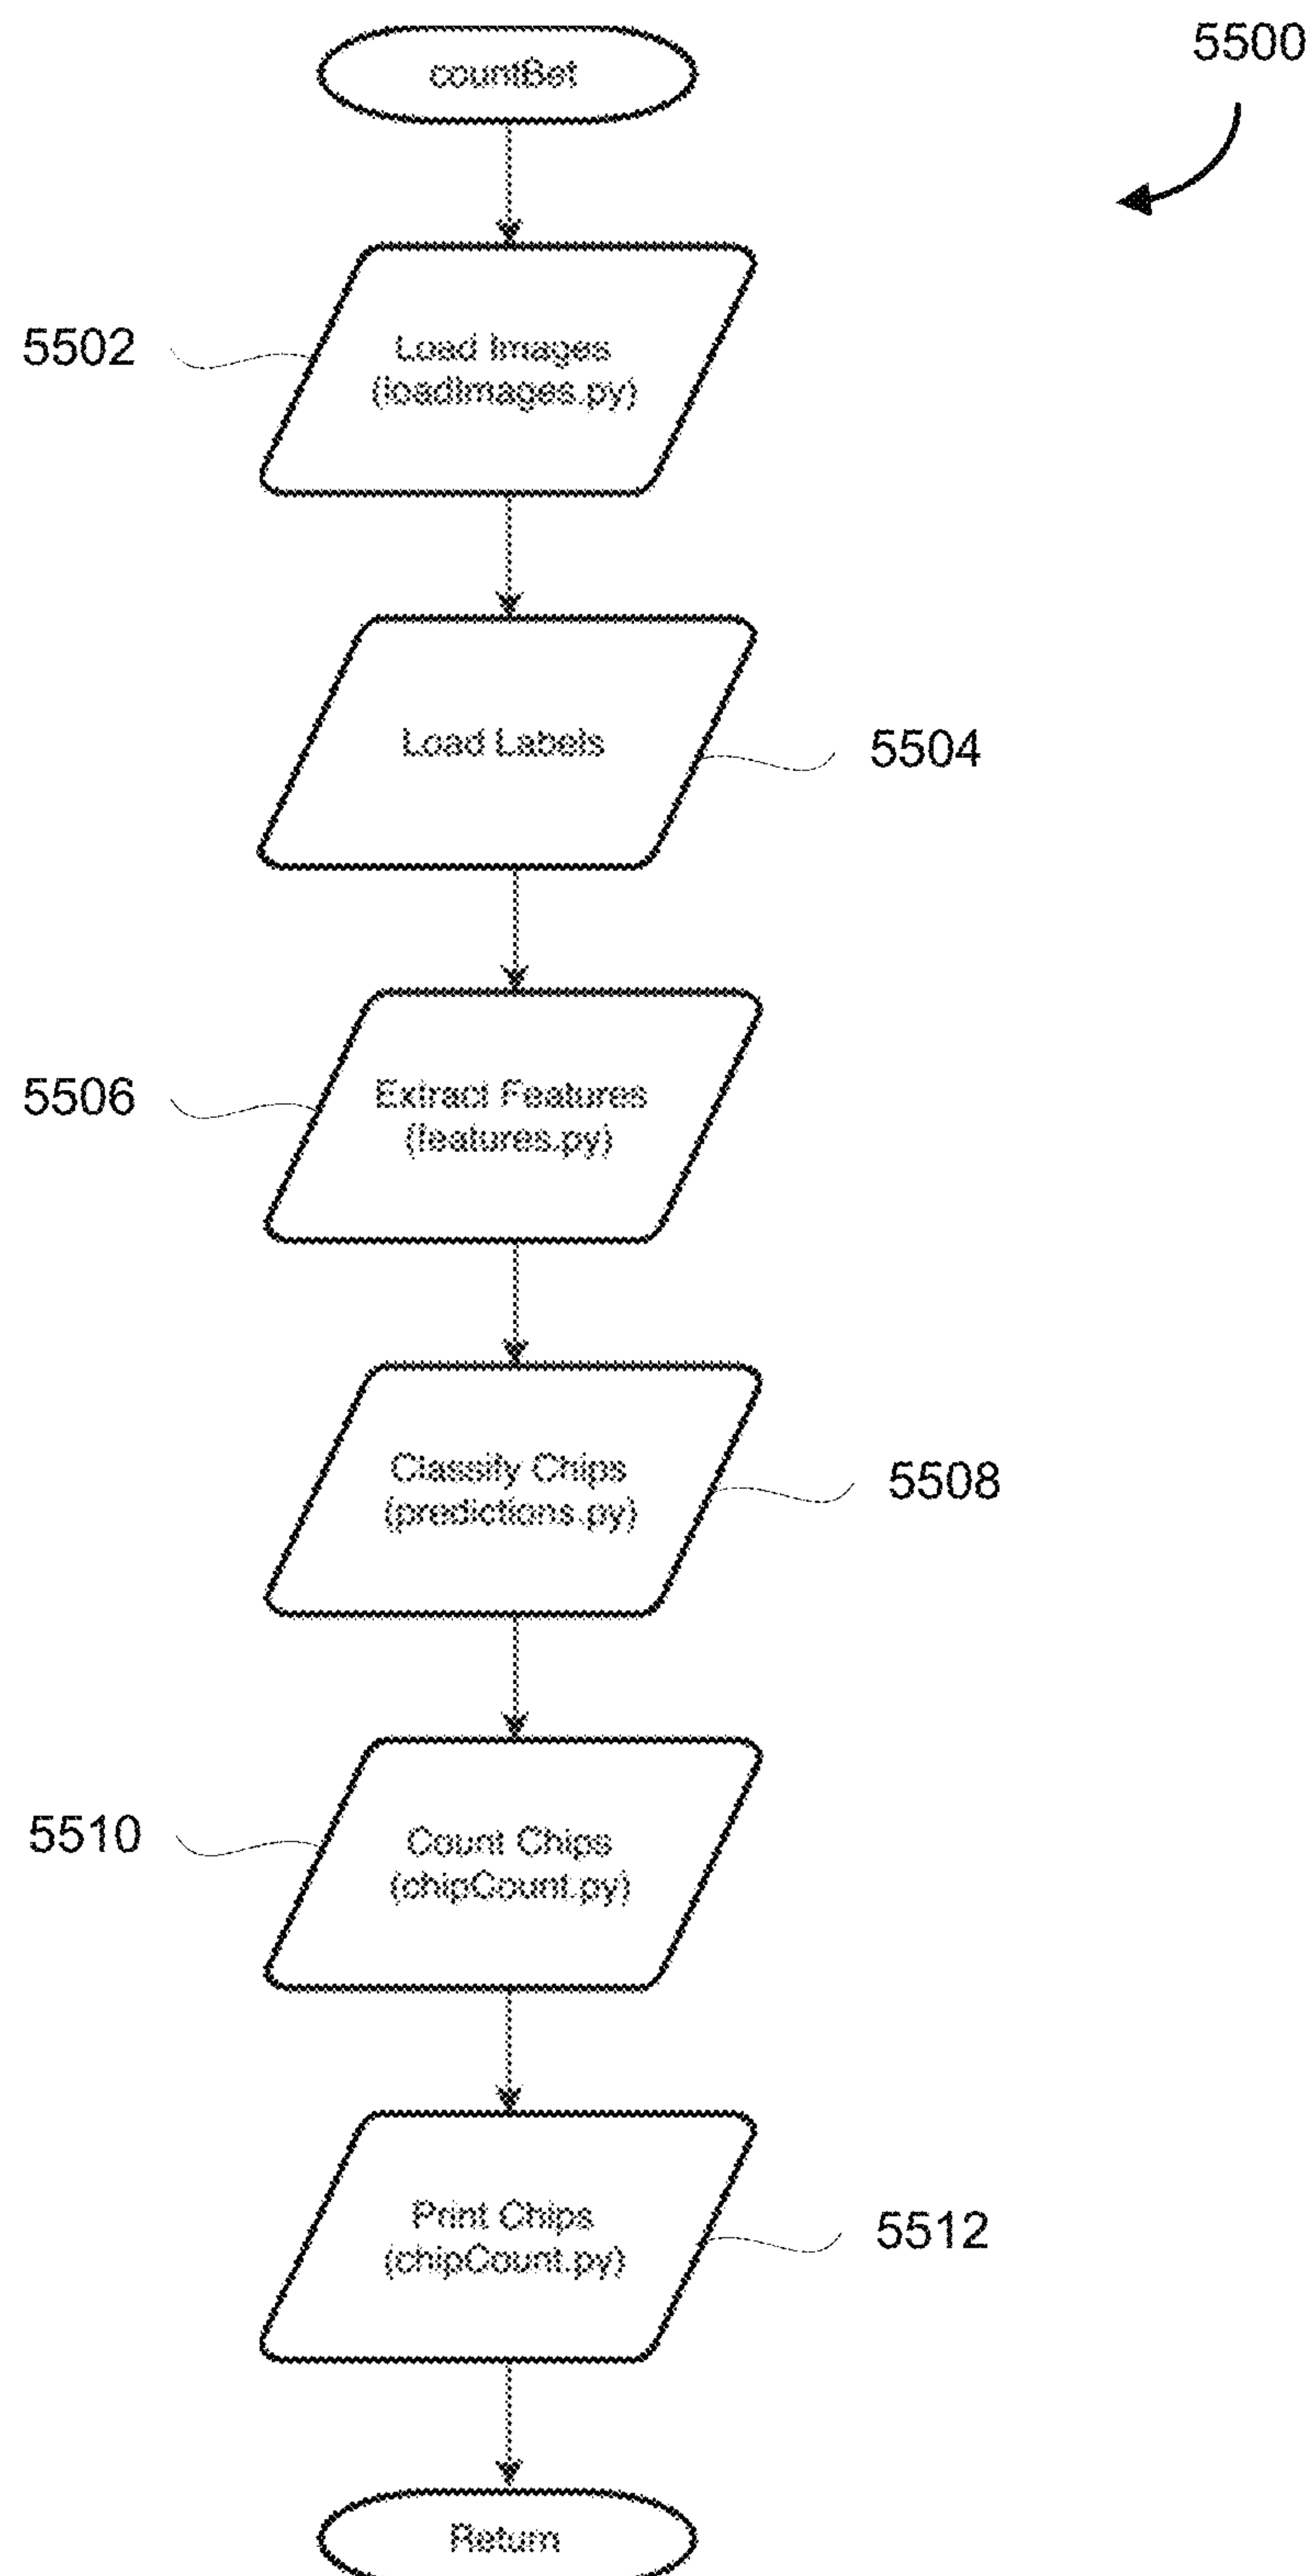 countBet
5500
5502
Load Images
(loadImages.py)
Load Labels
5504
5506
Extract Features
(features.py)
Classify Chips
(predictions.py)
5508
5510
Count Chips
(chipCount.py)
Print Chips
(chipCount.py)
5512
Return